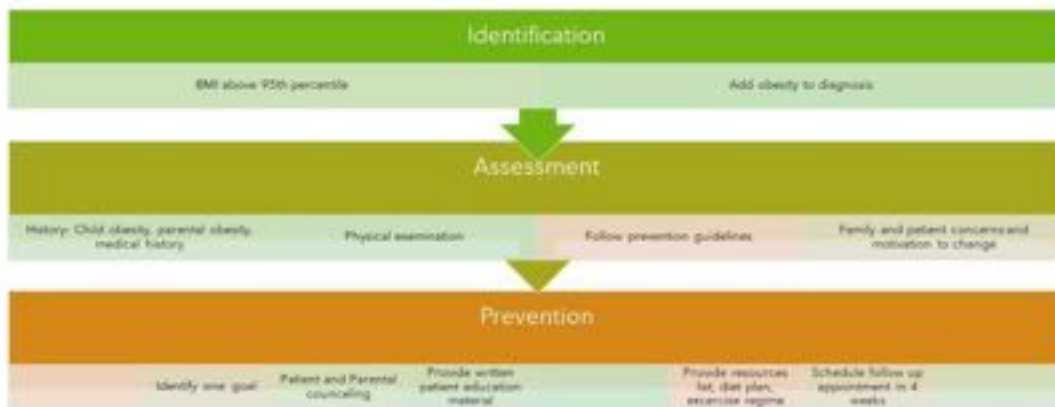 Identification
BMI above 95th percentile
Add obesity to diagnosis
Assessment
History: Child obesity, parental obesity,
medical history
Physical examination
Follow prevention guidelines
Family and patient concerns and
motivation to change
Prevention
Identify one goal
Patient and Parental
counceling
Provide written
patient education
material
Provide resources
list, diet plan,
excercise regime
Schedule follow up
appointment in 4
weeks